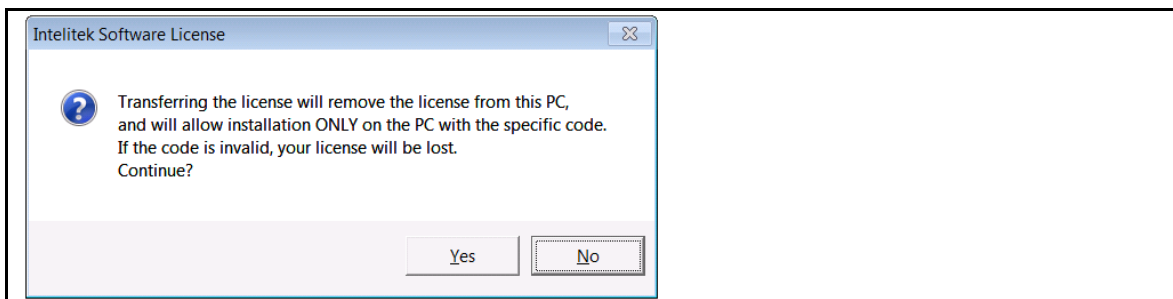 Intelitek Software License
Transferring the license will remove the license from this PC,
and will allow installation ONLY on the PC with the specific code.
If the code is invalid, your license will be lost.
Continue?
Yes
No